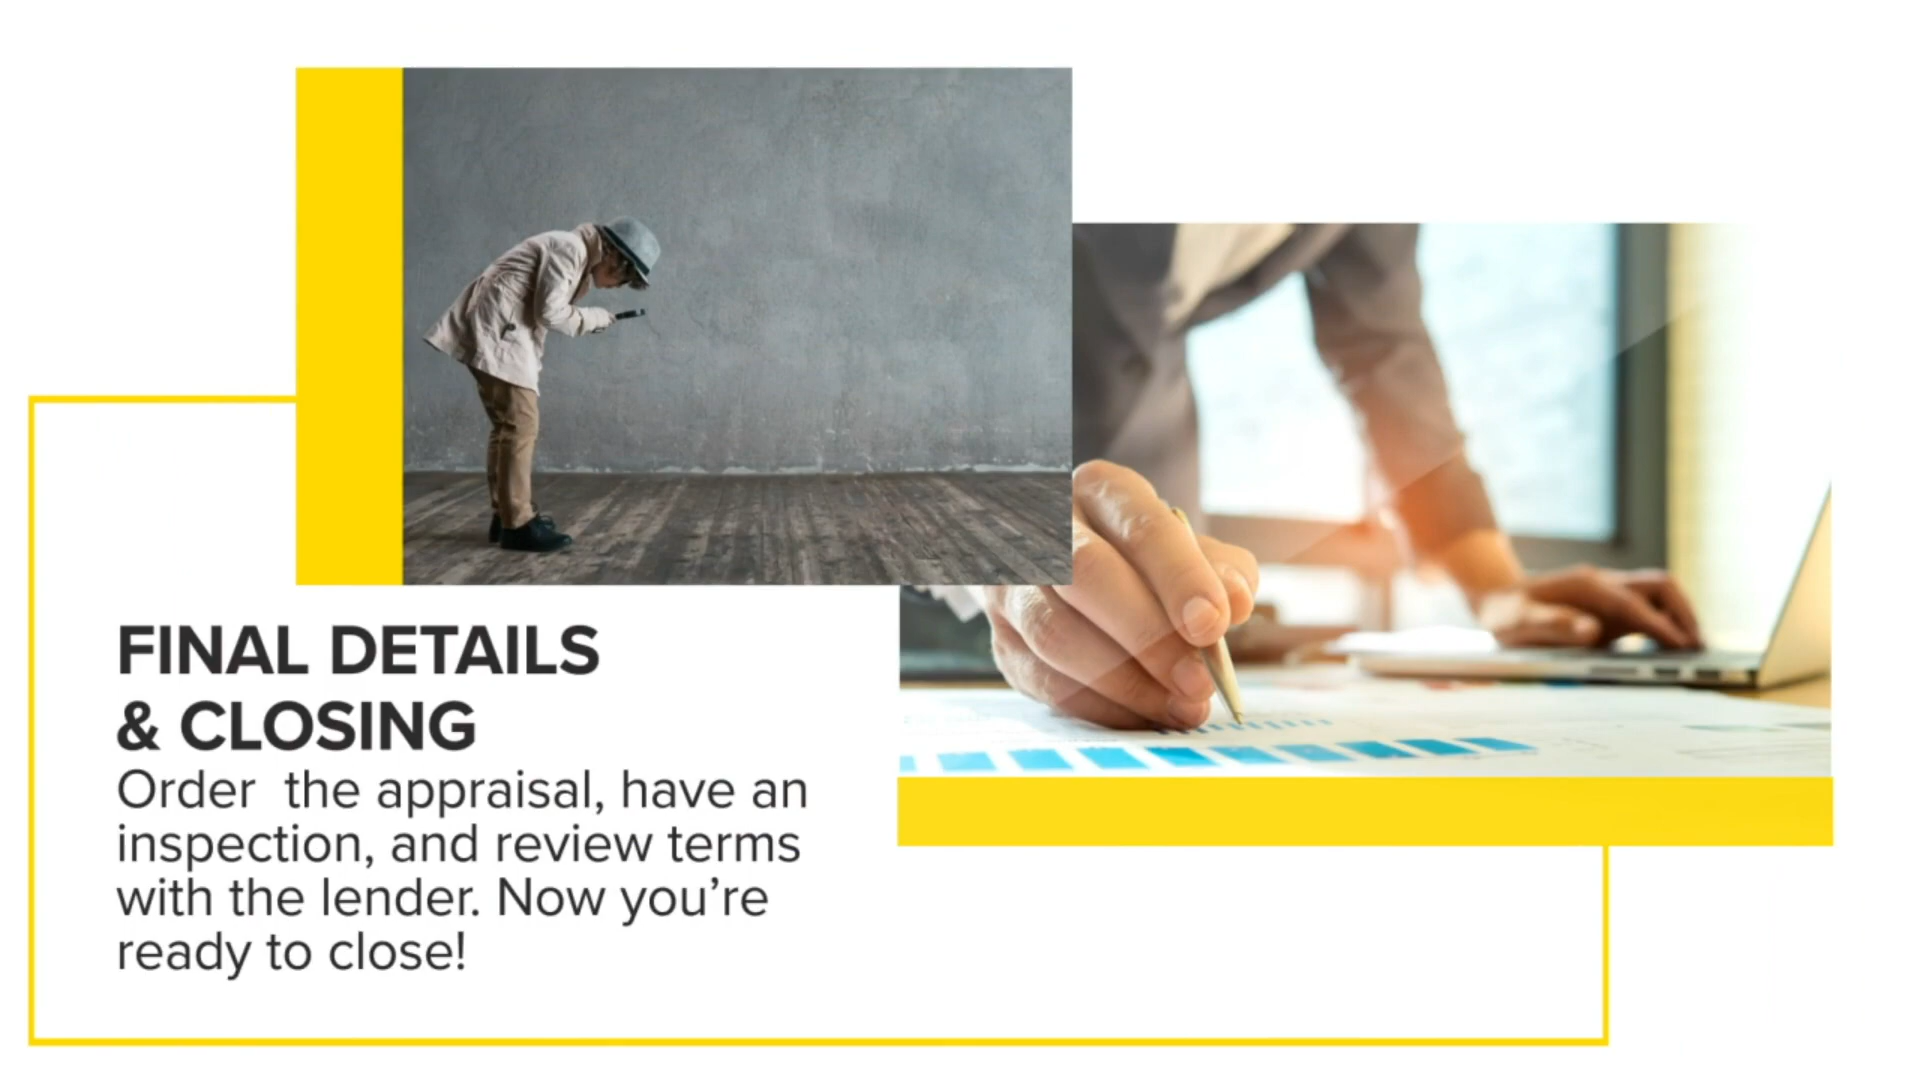 FINAL DETAILS
& CLOSING
Order  the appraisal, have an
inspection, and review terms
with the lender. Now you’re
ready to close!